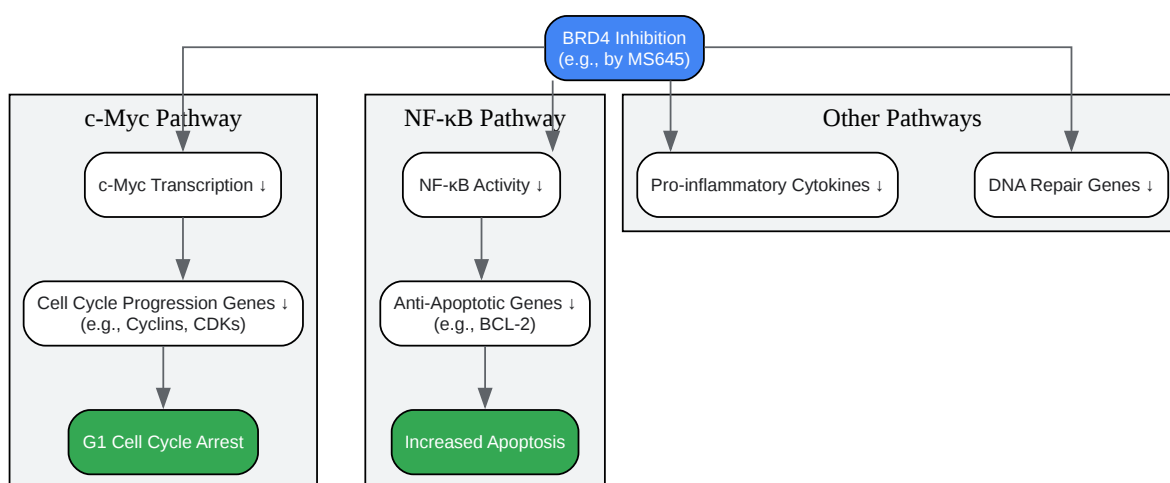 BRD4 Inhibition
(e.g., by MS645)
c-Myc Pathway
NF-κB Pathway
Other Pathways
c-Myc Transcription ↓
NF-κB Activity ↓
Pro-inflammatory Cytokines ↓
DNA Repair Genes ↓
Cell Cycle Progression Genes ↓
(e.g., Cyclins, CDKs)
Anti-Apoptotic Genes ↓
(e.g., BCL-2)
G1 Cell Cycle Arrest
Increased Apoptosis